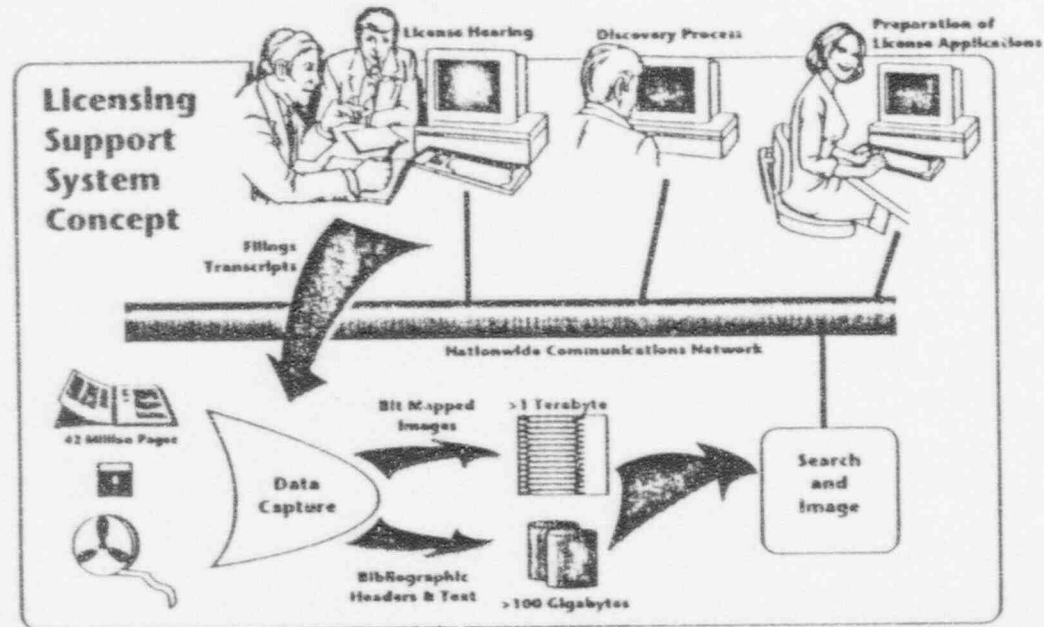 License Hearing
Discovery Process
Preparation of
License Applications
Licensing
Support
System
Concept
Filings
Transcripts
Nationwide Communications Network
42 Million Pages
Data
Capture
Bit Mapped
Images
>1 Terabyte
Bibliographic
Headers & Text
>100 Gigabytes
Search
and
Image